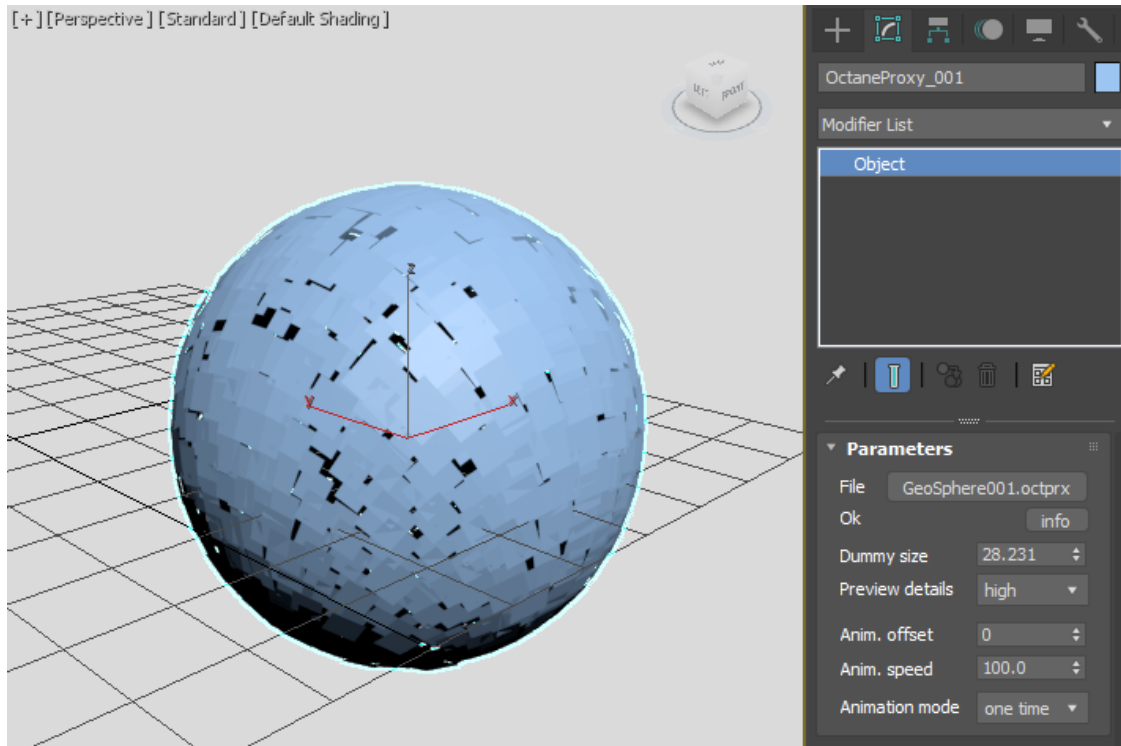 [+] [Perspective ] [Standard ] [Default Shading ]
FRONT
z
y
x
OctaneProxy_001
Modifier List
Object
Parameters
File GeoSphere001.octprx
Ok info
Dummy size 28.231
Preview details high
Anim. offset 0
Anim. speed 100.0
Animation mode one time